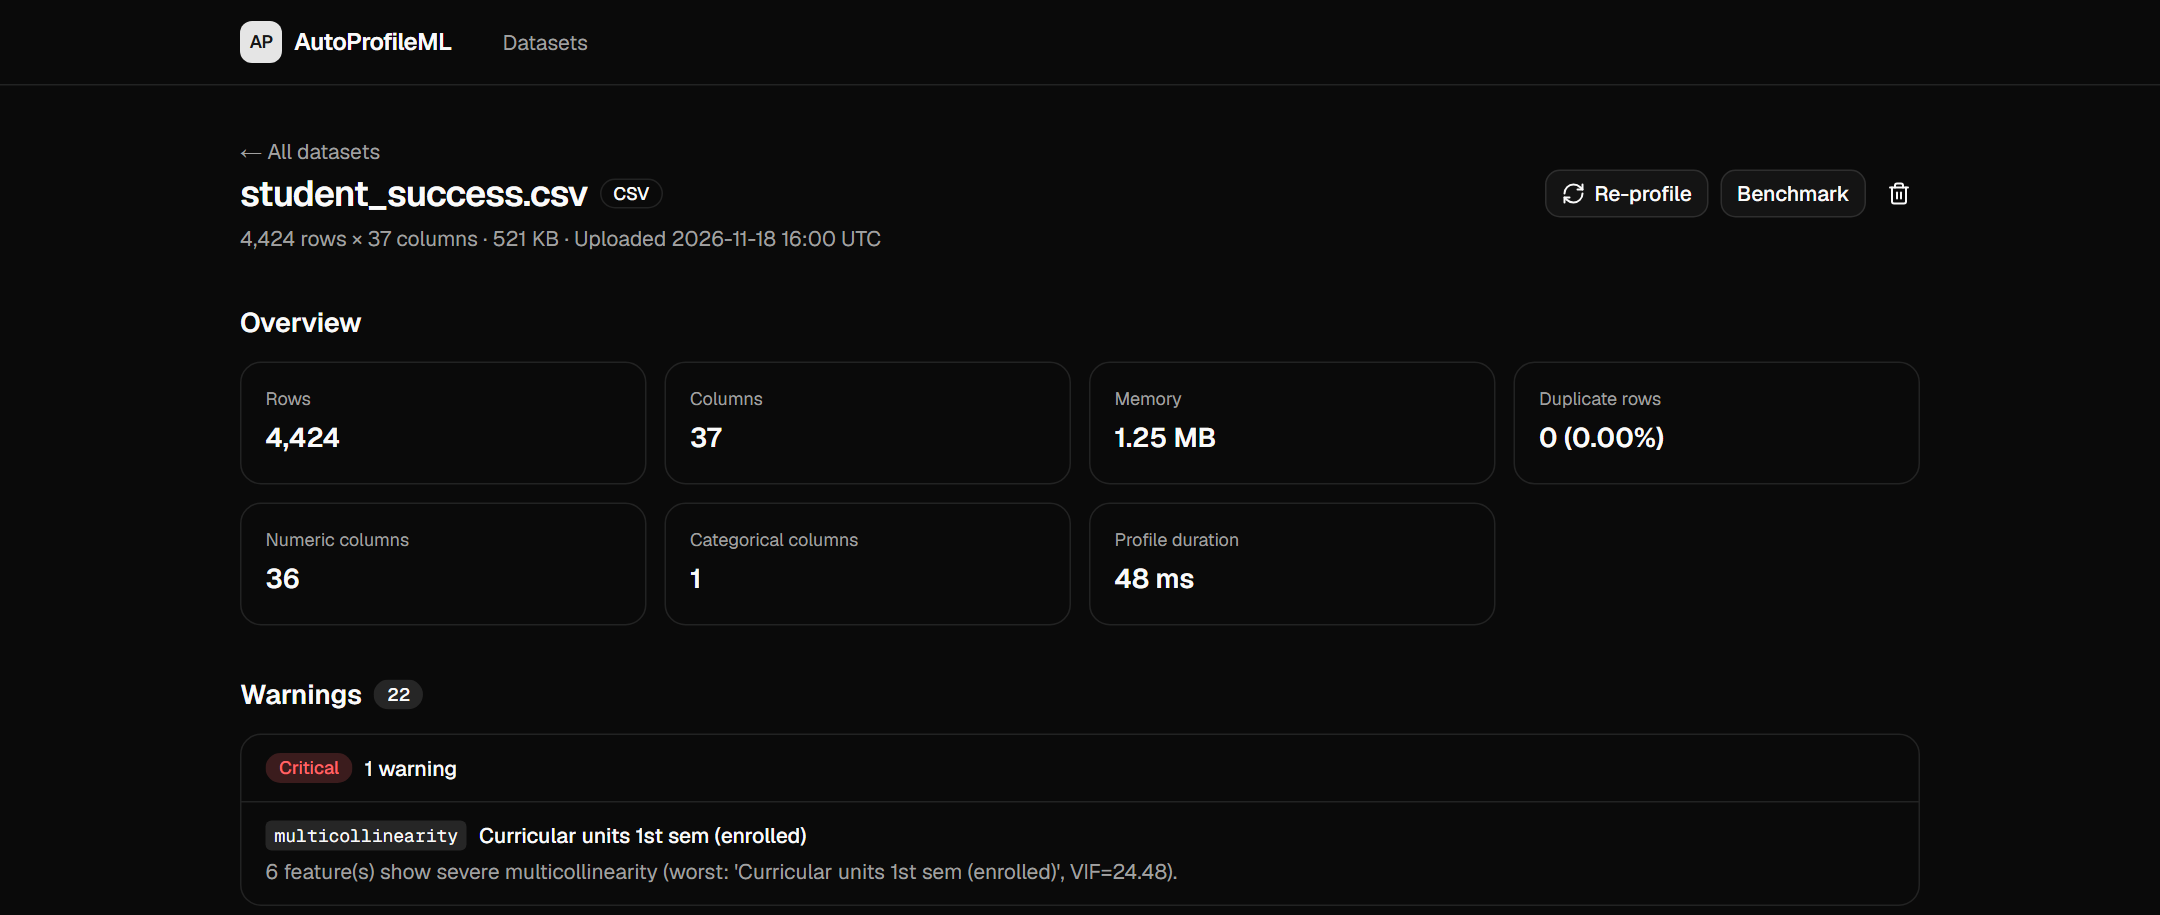 AP AutoProfileML Datasets
← All datasets
student_success.csv CSV
Re-profile Benchmark
4,424 rows × 37 columns · 521 KB · Uploaded 2026-11-18 16:00 UTC
Overview
Rows
4,424
Columns
37
Memory
1.25 MB
Duplicate rows
0 (0.00%)
Numeric columns
36
Categorical columns
1
Profile duration
48 ms
Warnings 22
Critical 1 warning
multicollinearity Curricular units 1st sem (enrolled)
6 feature(s) show severe multicollinearity (worst: 'Curricular units 1st sem (enrolled)', VIF=24.48).